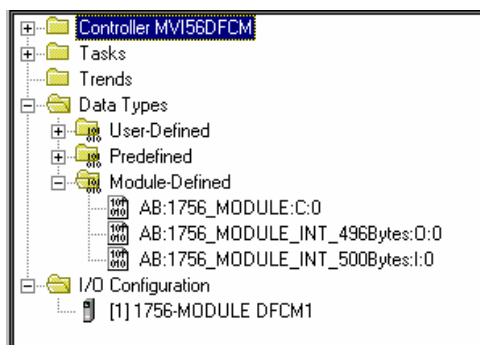 Controller MVI56DFCM
Tasks
Trends
Data Types
User-Defined
Predefined
Module-Defined
AB:1756_MODULE:C:0
AB:1756_MODULE_INT_496Bytes:O:0
AB:1756_MODULE_INT_500Bytes:I:0
I/O Configuration
[1] 1756-MODULE DFCM1